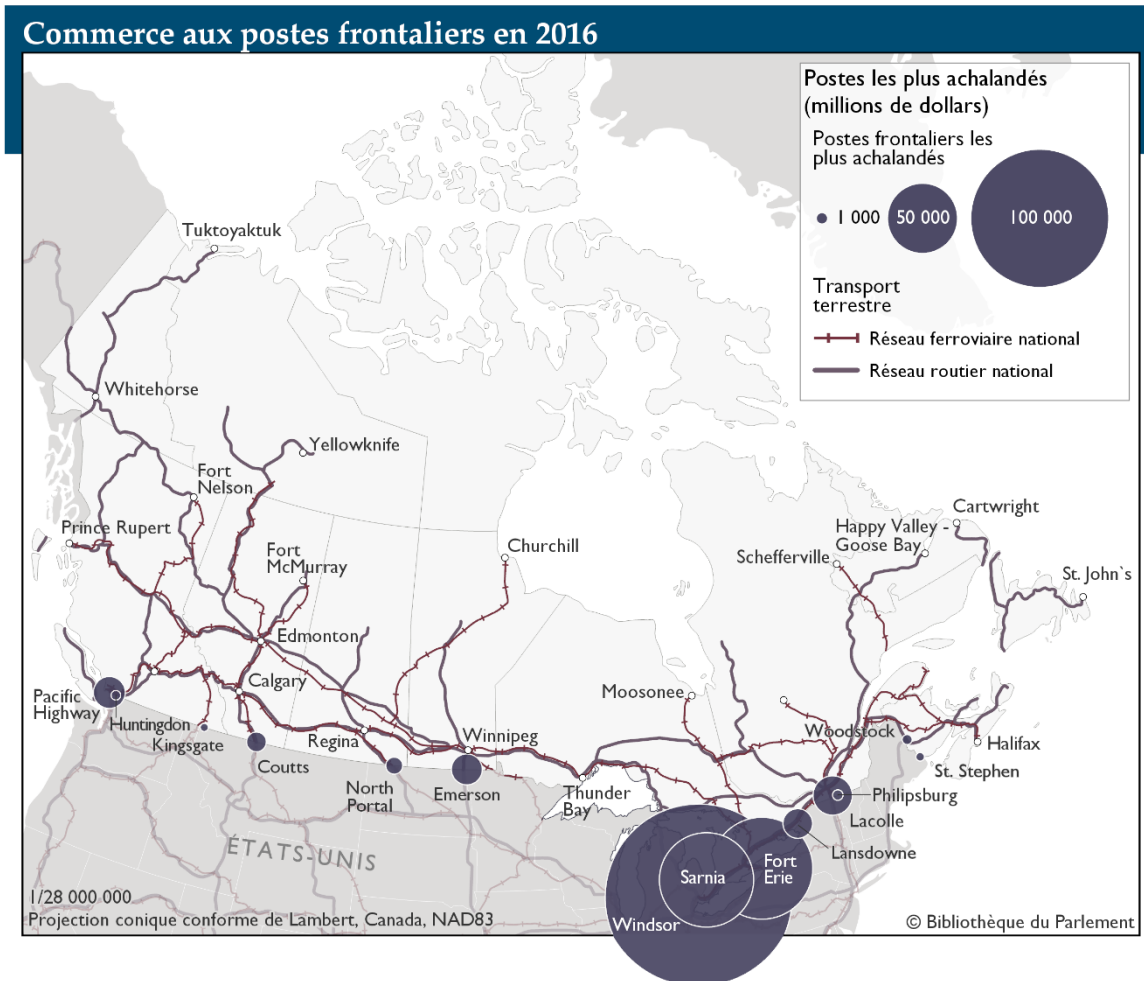 Commerce aux postes frontaliers en 2016
Postes les plus achalandés
(millions de dollars)
Postes frontaliers les
plus achalandés
1 000
50 000
100 000
Transport
terrestre
Réseau ferroviaire national
Réseau routier national
Tuktoyaktuk
Whitehorse
Yellowknife
Fort
Nelson
Prince Rupert
Fort
McMurray
Churchill
Cartwright
Happy Valley -
Goose Bay
Schefferville
St. John`s
Edmonton
Calgary
Moosonee
Pacific
Highway
Huntingdon
Kingsgate
Coutts
Regina
North
Portal
Winnipeg
Emerson
Thunder
Bay
Woodstock
Halifax
St. Stephen
Philipsburg
Lacolle
Lansdowne
Fort
Erie
Sarnia
Windsor
ÉTATS-UNIS
1/28 000 000
Projection conique conforme de Lambert, Canada, NAD83
© Bibliothèque du Parlement